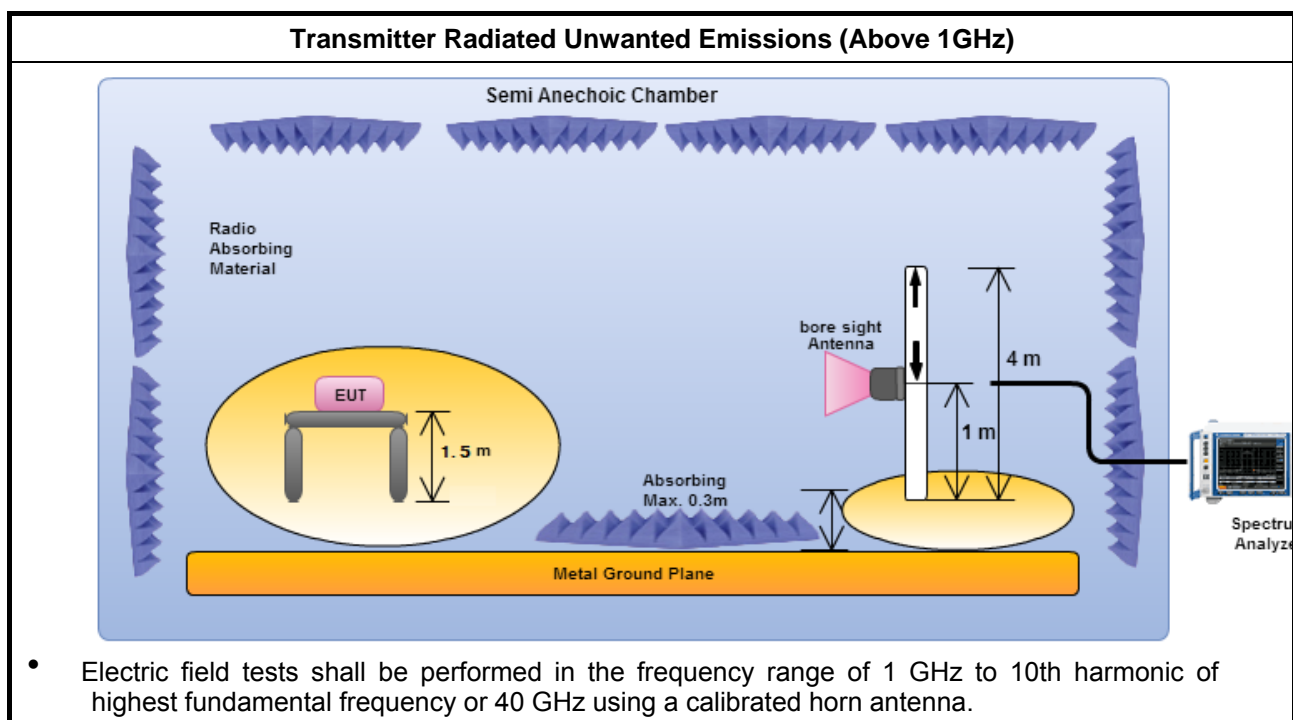 Transmitter Radiated Unwanted Emissions (Above 1GHz)
Semi Anechoic Chamber
Radio
Absorbing
Material
bore sight
Antenna
4 m
EUT
1. 5 m
1 m
Absorbing
Max. 0.3m
Spectru
Analyze
Metal Ground Plane
• Electric field tests shall be performed in the frequency range of 1 GHz to 10th harmonic of
highest fundamental frequency or 40 GHz using a calibrated horn antenna.